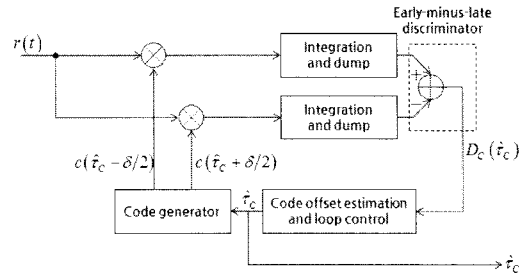 Early-minus-late
discriminator
r(t)
Integration
and dump
+
Integration
and dump
−
c(τ̂_C − δ/2)
c(τ̂_C + δ/2)
D_C(τ̂_C)
Code generator
τ̂_C
Code offset estimation
and loop control
τ̂_C